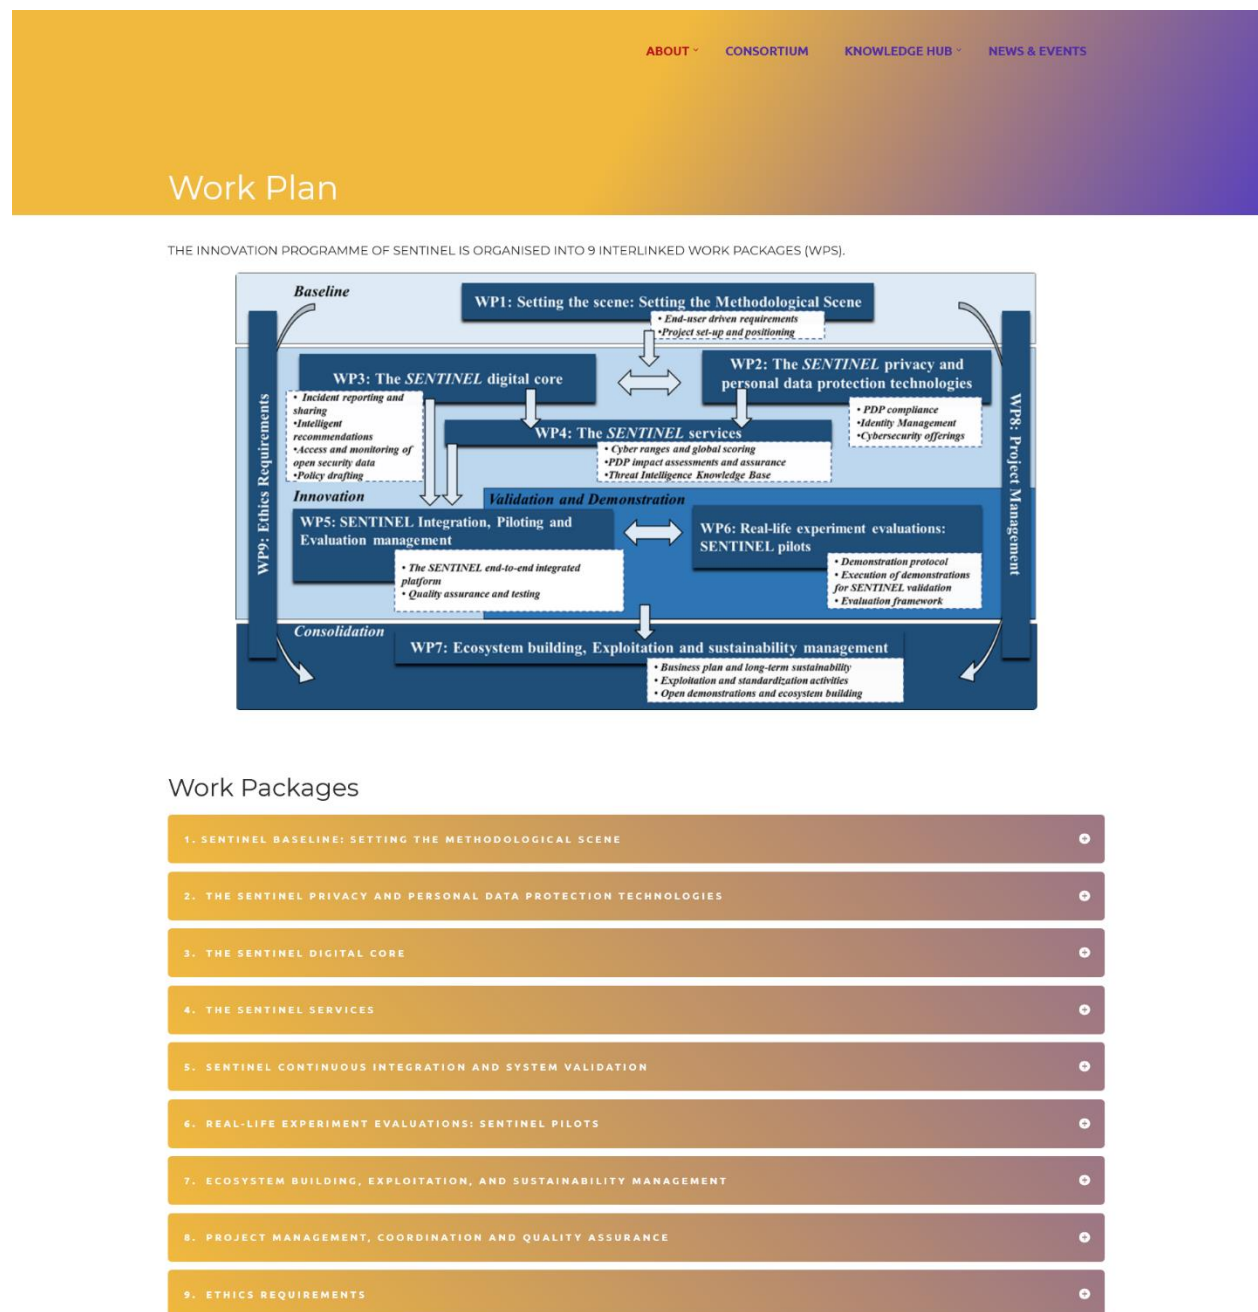 ABOUT CONSORTIUM KNOWLEDGE HUB NEWS & EVENTS
Work Plan
THE INNOVATION PROGRAMME OF SENTINEL IS ORGANISED INTO 9 INTERLINKED WORK PACKAGES (WPS).
Baseline
WP1: Setting the scene: Setting the Methodological Scene
• End-user driven requirements
•Project set-up and positioning
WP9: Ethics Requirements
WP8: Project Management
WP3: The SENTINEL digital core
• Incident reporting and
sharing
•Intelligent
recommendations
•Access and monitoring of
open security data
•Policy drafting
WP2: The SENTINEL privacy and
personal data protection technologies
• PDP compliance
•Identity Management
•Cybersecurity offerings
WP4: The SENTINEL services
• Cyber ranges and global scoring
•PDP impact assessments and assurance
•Threat Intelligence Knowledge Base
Innovation
Validation and Demonstration
WP5: SENTINEL Integration, Piloting and
Evaluation management
• The SENTINEL end-to-end integrated
platform
• Quality assurance and testing
WP6: Real-life experiment evaluations:
SENTINEL pilots
• Demonstration protocol
• Execution of demonstrations
for SENTINEL validation
• Evaluation framework
Consolidation
WP7: Ecosystem building, Exploitation and sustainability management
• Business plan and long-term sustainability
• Exploitation and standardization activities
• Open demonstrations and ecosystem building
Work Packages
1. SENTINEL BASELINE: SETTING THE METHODOLOGICAL SCENE
2. THE SENTINEL PRIVACY AND PERSONAL DATA PROTECTION TECHNOLOGIES
3. THE SENTINEL DIGITAL CORE
4. THE SENTINEL SERVICES
5. SENTINEL CONTINUOUS INTEGRATION AND SYSTEM VALIDATION
6. REAL-LIFE EXPERIMENT EVALUATIONS: SENTINEL PILOTS
7. ECOSYSTEM BUILDING, EXPLOITATION, AND SUSTAINABILITY MANAGEMENT
8. PROJECT MANAGEMENT, COORDINATION AND QUALITY ASSURANCE
9. ETHICS REQUIREMENTS